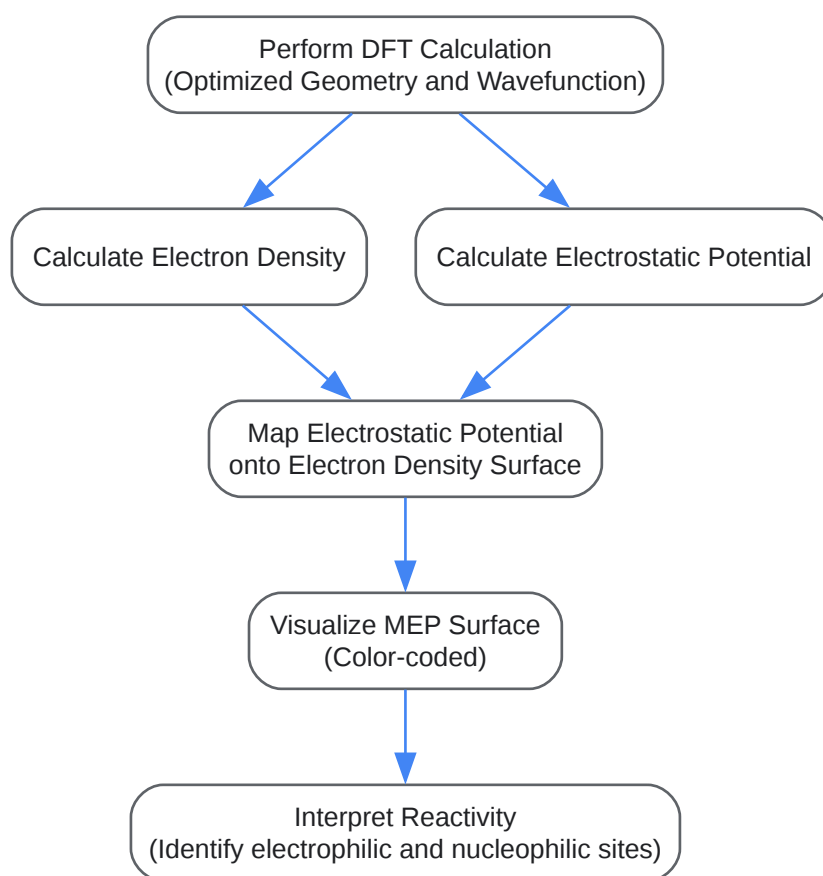 Perform DFT Calculation
(Optimized Geometry and Wavefunction)
Calculate Electron Density
Calculate Electrostatic Potential
Map Electrostatic Potential
onto Electron Density Surface
Visualize MEP Surface
(Color-coded)
Interpret Reactivity
(Identify electrophilic and nucleophilic sites)